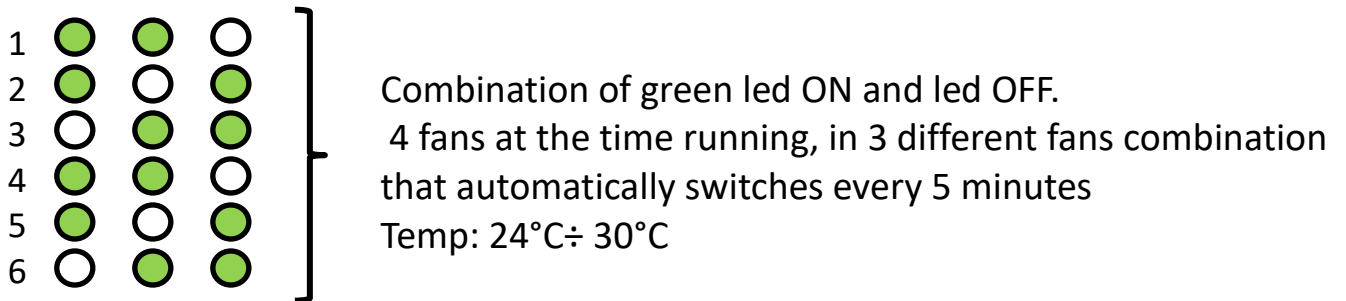 1
2
3
4
5
6
Combination of green led ON and led OFF.
4 fans at the time running, in 3 different fans combination
that automatically switches every 5 minutes
Temp: 24°C÷ 30°C